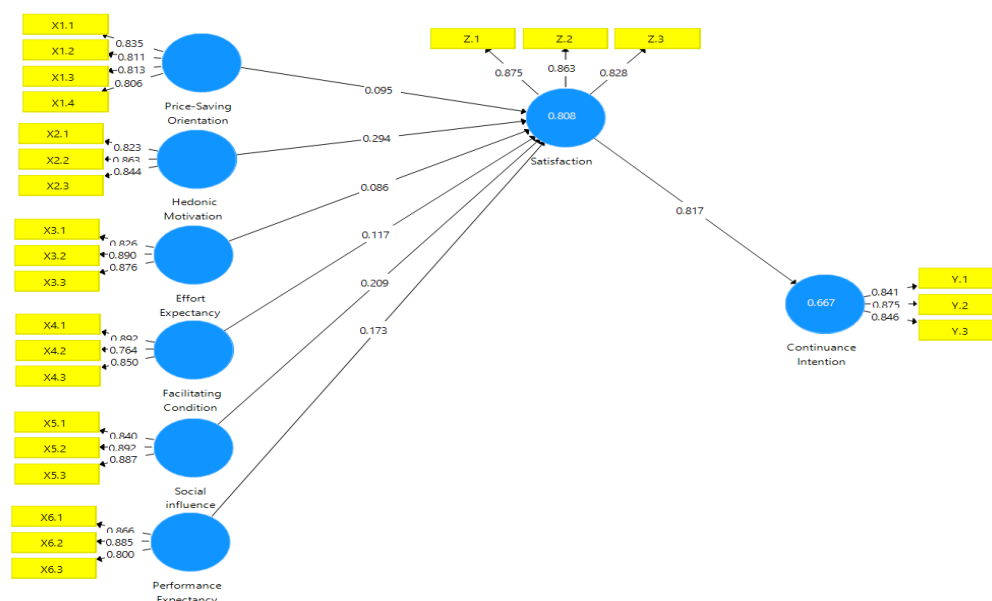 X1.1
X1.2
X1.3
X1.4
0.835
0.811
0.813
0.806
Price-Saving
Orientation
0.095
X2.1
X2.2
X2.3
0.823
0.863
0.844
Hedonic
Motivation
0.294
X3.1
X3.2
X3.3
0.826
0.890
0.876
Effort
Expectancy
0.086
X4.1
X4.2
X4.3
0.892
0.764
0.850
Facilitating
Condition
0.117
X5.1
X5.2
X5.3
0.840
0.892
0.887
Social
influence
0.209
X6.1
X6.2
X6.3
0.866
0.885
0.800
Performance
Expectancy
0.173
Z.1
Z.2
Z.3
0.875
0.863
0.828
0.808
Satisfaction
0.817
0.667
Continuance
Intention
0.841
0.875
0.846
Y.1
Y.2
Y.3